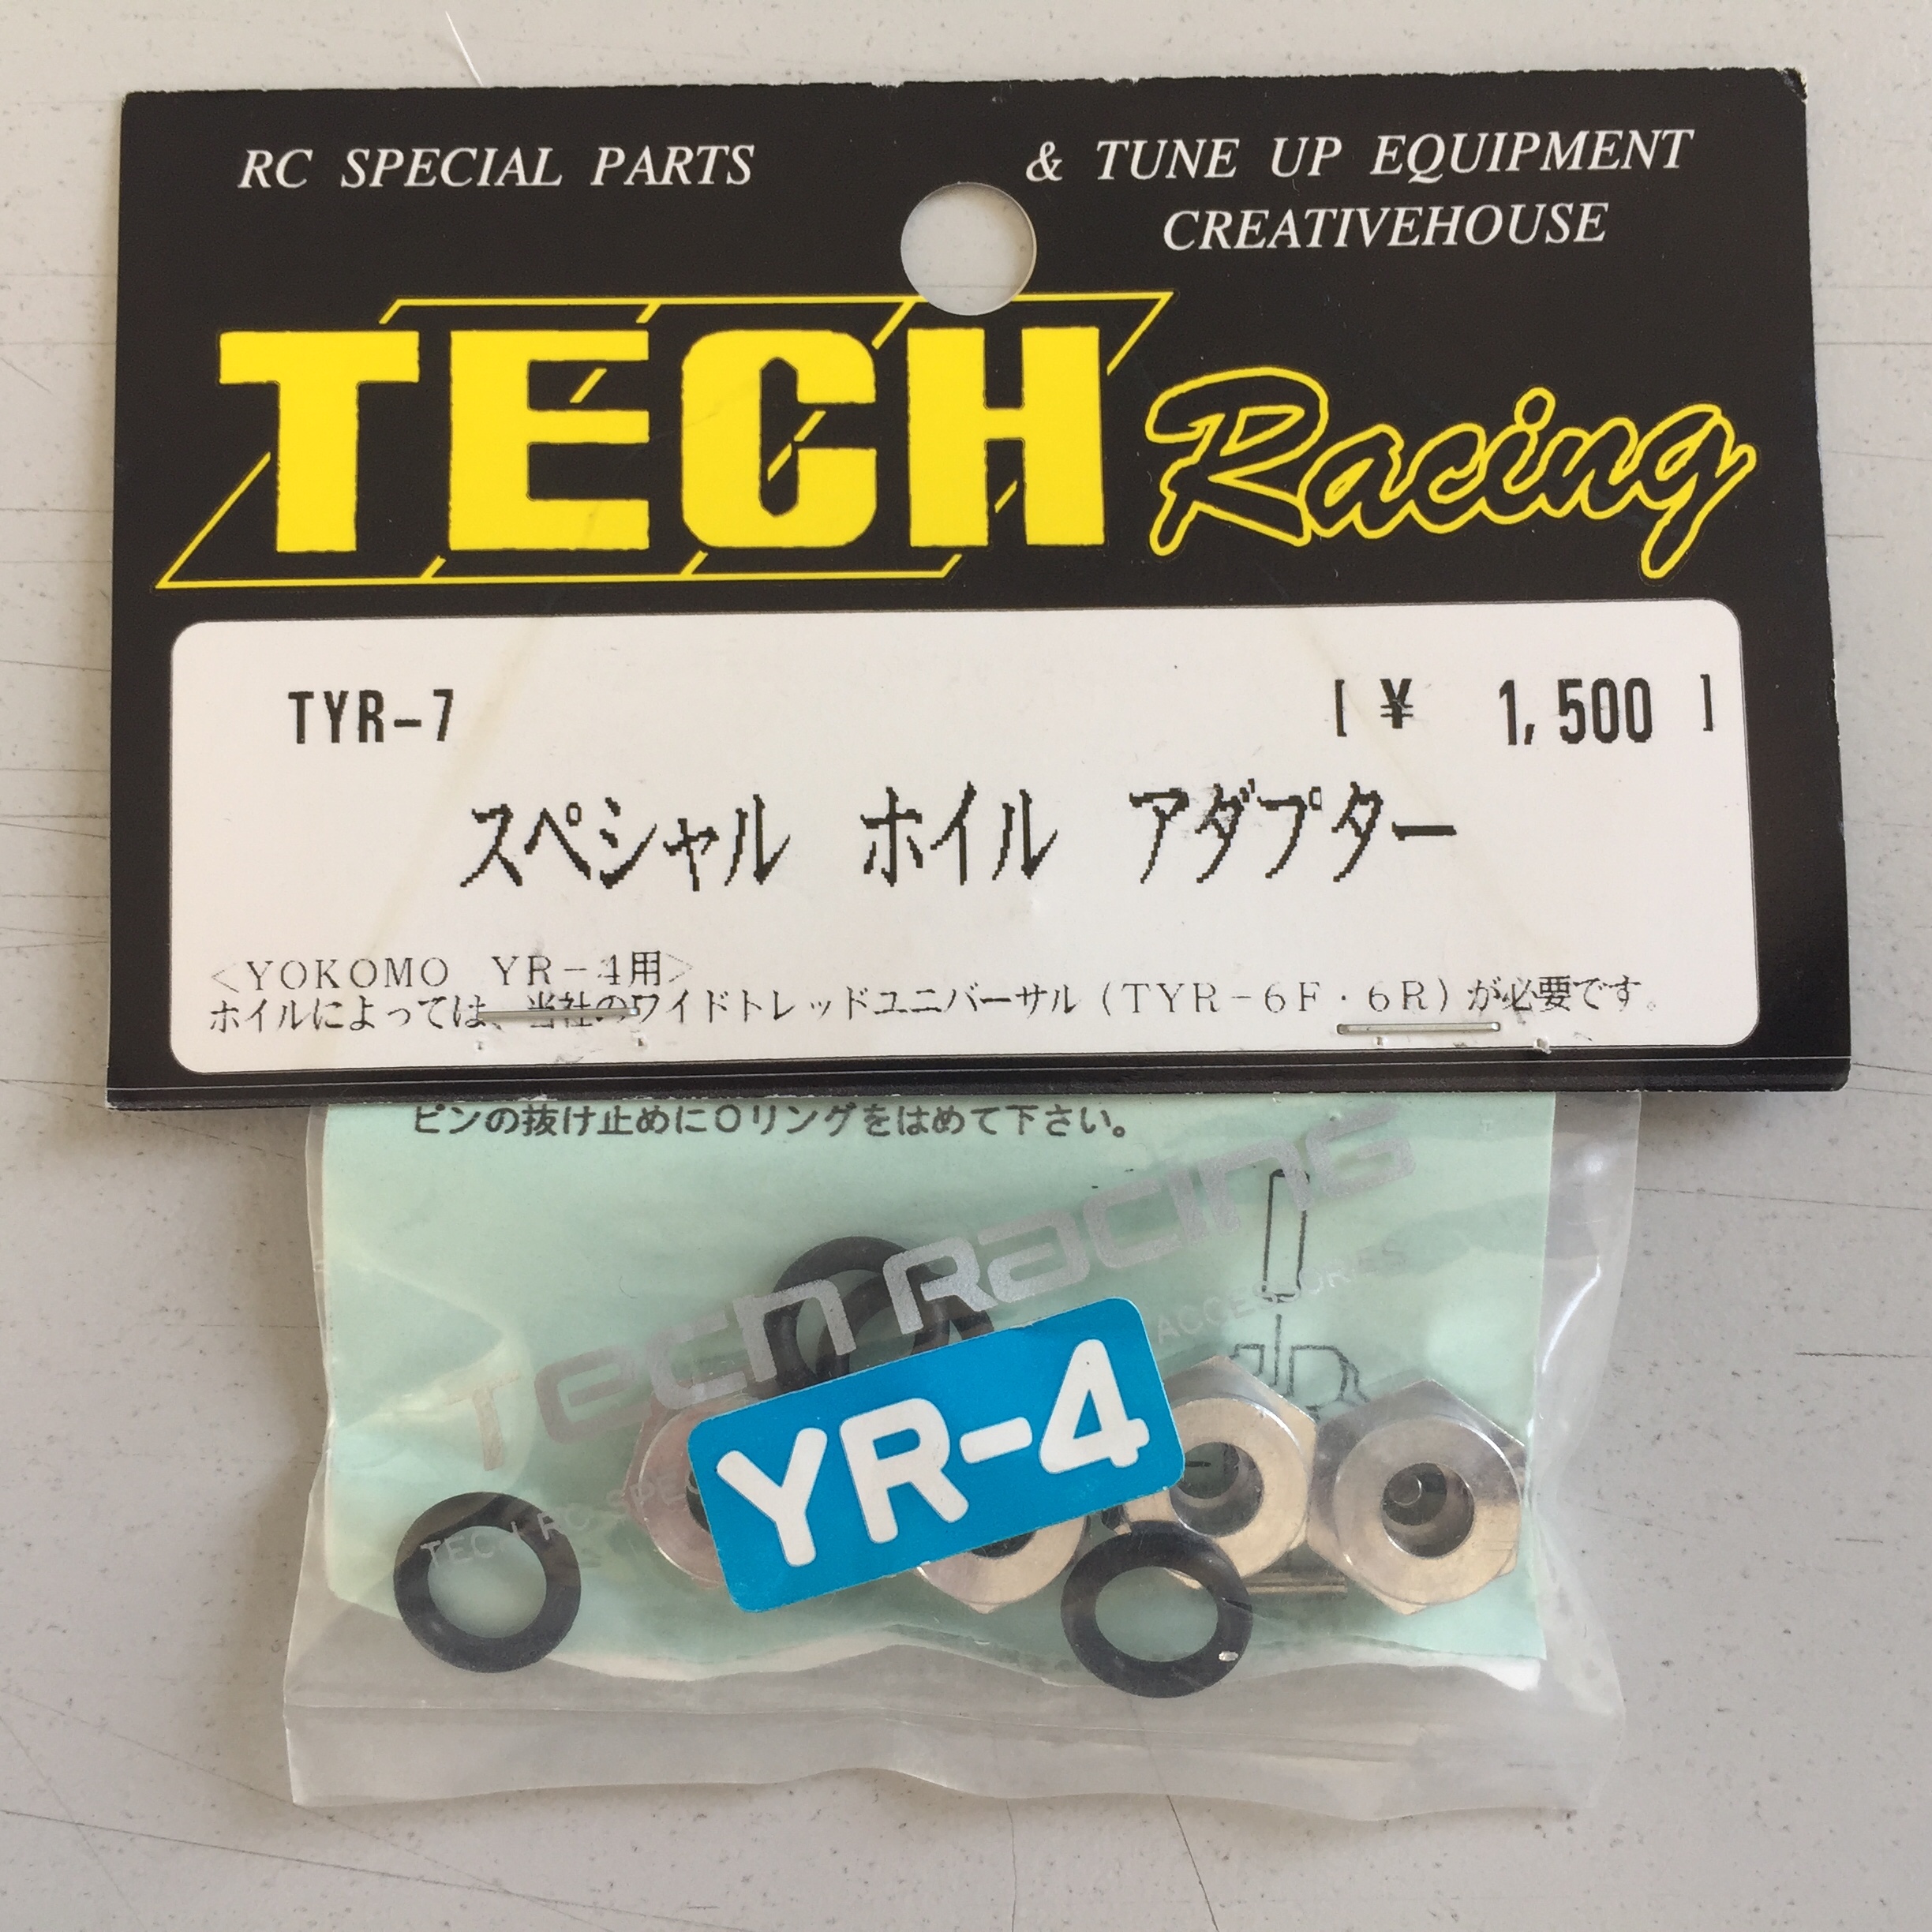 RC SPECIAL PARTS & TUNE UP EQUIPMENT
CREATIVEHOUSE
TECH Racing
TYR-7 [ ¥ 1,500 ]
スペシャル ホイル アダプター
<YOKOMO YR-4用>
ホイルによっては、当社のワイドトレッドユニバーサル(TYR-6F・6R)が必要です。
ピンの抜け止めにOリングをはめて下さい。
TECH RACING
ACCESSORIES
YR-4
TECH RC SPEC